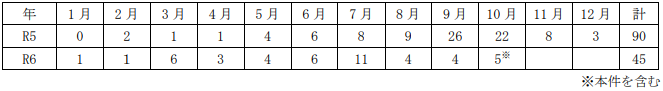 年 1月 2月 3月 4月 5月 6月 7月 8月 9月 10月 11月 12月 計
R5 0 2 1 1 4 6 8 9 26 22 8 3 90
R6 1 1 6 3 4 6 11 4 4 5※ 45
※本件を含む